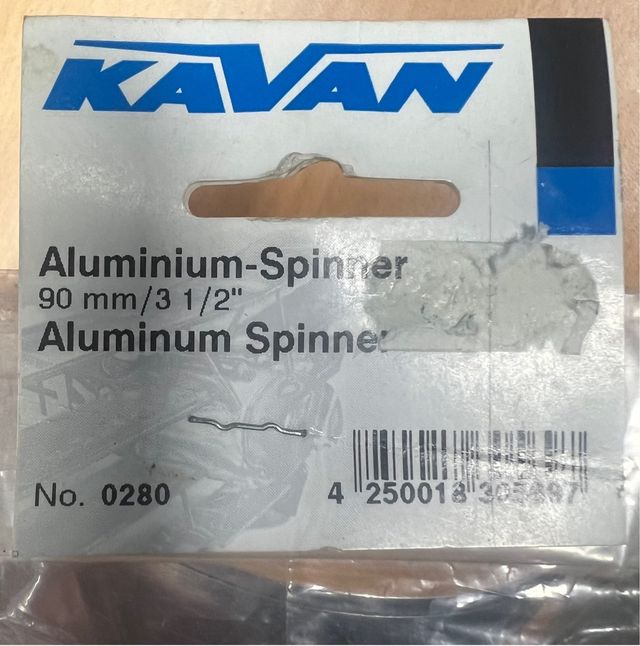 KAVAN
Aluminium-Spinner
90 mm/3 1/2"
Aluminum Spinner
No. 0280
4 250018